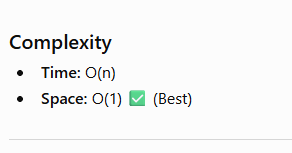 Complexity
• Time: O(n)
• Space: O(1) ✅ (Best)